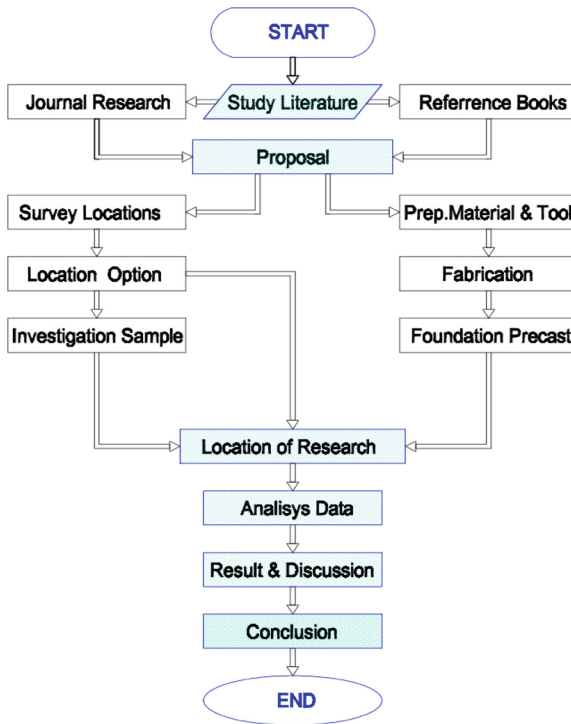 START
Journal Research
Study Literature
Referrence Books
Proposal
Survey Locations
Prep.Material & Tool
Location Option
Fabrication
Investigation Sample
Foundation Precast
Location of Research
Analisys Data
Result & Discussion
Conclusion
END